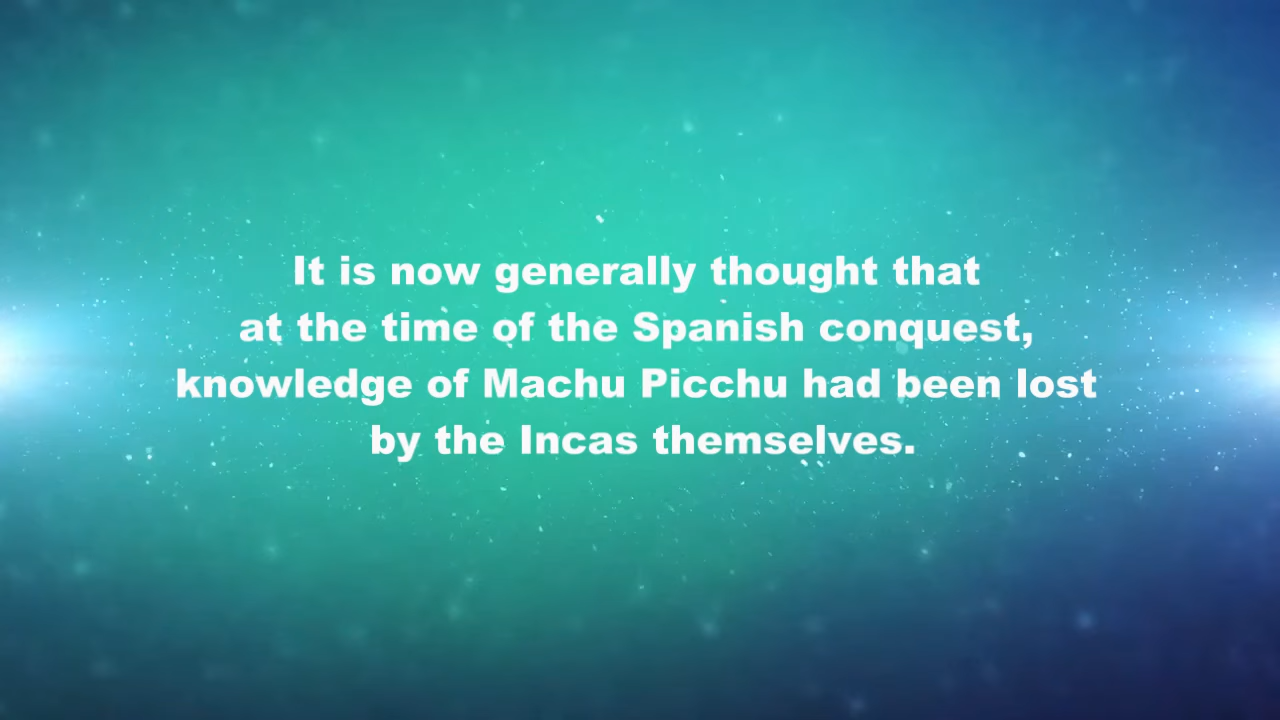 It is now generally thought that
at the time of the Spanish conquest,
knowledge of Machu Picchu had been lost
by the Incas themselves.